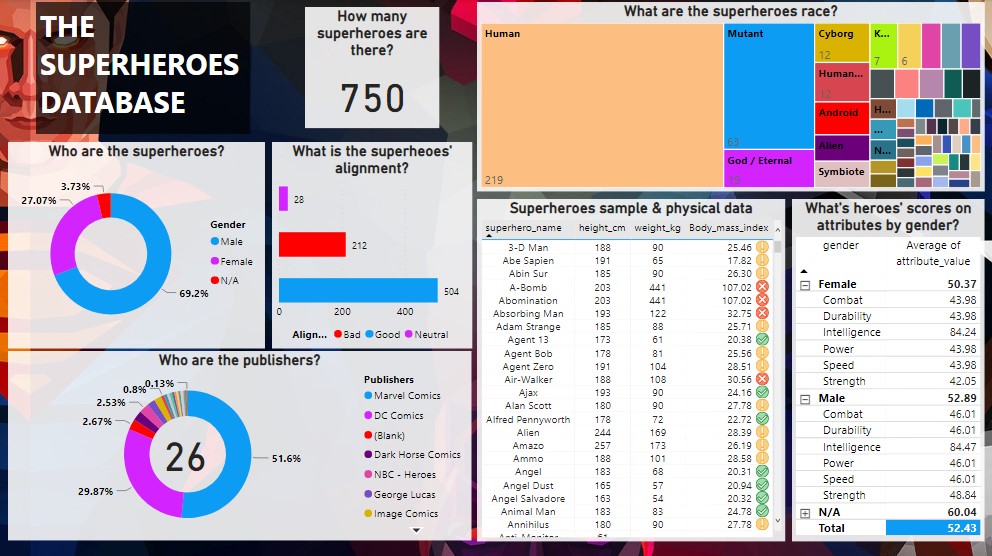 THE
SUPERHEROES
DATABASE
How many
superheroes are
there?
750
What are the superheroes race?
Human
219
Mutant
63
God / Eternal
Cyborg
12
Human...
12
Android
Alien
Symbiote
K...
7
6
H...
...
N...
Who are the superheroes?
3.73%
27.07%
69.2%
Gender
Male
Female
N/A
What is the superheoes'
alignment?
28
212
504
0 200 400
Align... Bad Good Neutral
Who are the publishers?
0.8% 0.13%
2.53%
2.67%
29.87%
51.6%
26
Publishers
Marvel Comics
DC Comics
(Blank)
Dark Horse Comics
NBC - Heroes
George Lucas
Image Comics
Superheroes sample & physical data
superhero_name height_cm weight_kg Body_mass_index
3-D Man 188 90 25.46
Abe Sapien 191 65 17.82
Abin Sur 185 90 26.30
A-Bomb 203 441 107.02
Abomination 203 441 107.02
Absorbing Man 193 122 32.75
Adam Strange 185 88 25.71
Agent 13 173 61 20.38
Agent Bob 178 81 25.56
Agent Zero 191 104 28.51
Air-Walker 188 108 30.56
Ajax 193 90 24.16
Alan Scott 180 90 27.78
Alfred Pennyworth 178 72 22.72
Alien 244 169 28.39
Amazo 257 173 26.19
Ammo 188 101 28.58
Angel 183 68 20.31
Angel Dust 165 57 20.94
Angel Salvadore 163 54 20.32
Animal Man 183 83 24.78
Annihilus 180 90 27.78
What's heroes' scores on
attributes by gender?
gender Average of
attribute_value
Female 50.37
Combat 43.98
Durability 43.98
Intelligence 84.24
Power 43.98
Speed 43.98
Strength 42.05
Male 52.89
Combat 46.01
Durability 46.01
Intelligence 84.47
Power 46.01
Speed 46.01
Strength 48.84
N/A 60.04
Total 52.43